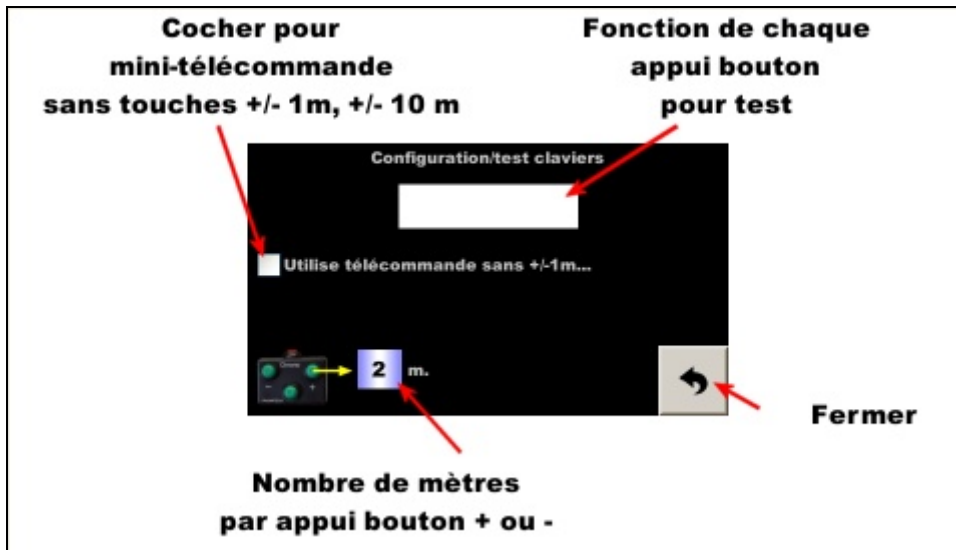 Cocher pour
mini-télécommande
sans touches +/- 1m, +/- 10 m
Fonction de chaque
appui bouton
pour test
Configuration/test claviers
Utilise télécommande sans +/-1m...
- +
2 m.
Fermer
Nombre de mètres
par appui bouton + ou -